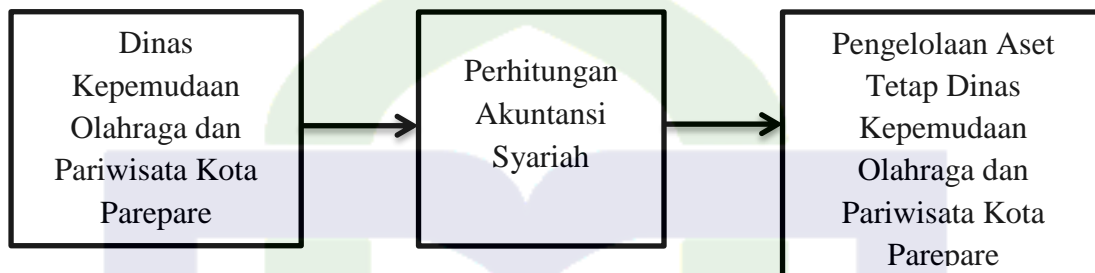 Dinas
Kepemudaan
Olahraga dan
Pariwisata Kota
Parepare
Perhitungan
Akuntansi
Syariah
Pengelolaan Aset
Tetap Dinas
Kepemudaan
Olahraga dan
Pariwisata Kota
Parepare